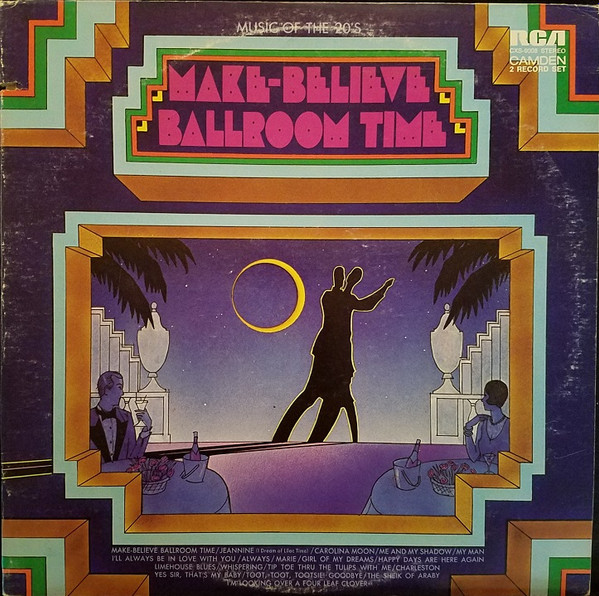 MUSIC OF THE '20'S
RCA
CXS-9009 STEREO
CAMDEN
2 RECORD SET
MAKE-BELIEVE
BALLROOM TIME
MAKE-BELIEVE BALLROOM TIME/JEANNINE (I Dream of Lilac Time)/CAROLINA MOON/ME AND MY SHADOW/MY MAN
I'LL ALWAYS BE IN LOVE WITH YOU/ALWAYS/MARIE/GIRL OF MY DREAMS/HAPPY DAYS ARE HERE AGAIN
LIMEHOUSE BLUES/WHISPERING/TIP TOE THRU THE TULIPS WITH ME/CHARLESTON
YES SIR, THAT'S MY BABY/TOOT, TOOT, TOOTSIE! GOODBYE/THE SHEIK OF ARABY
I'M LOOKING OVER A FOUR LEAF CLOVER